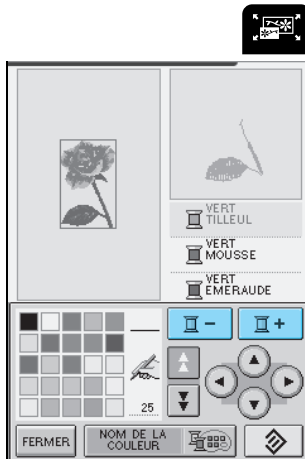 VERT
TILLEUL
VERT
MOUSSE
VERT
EMERAUDE
-
+
25
FERMER
NOM DE LA
COULEUR